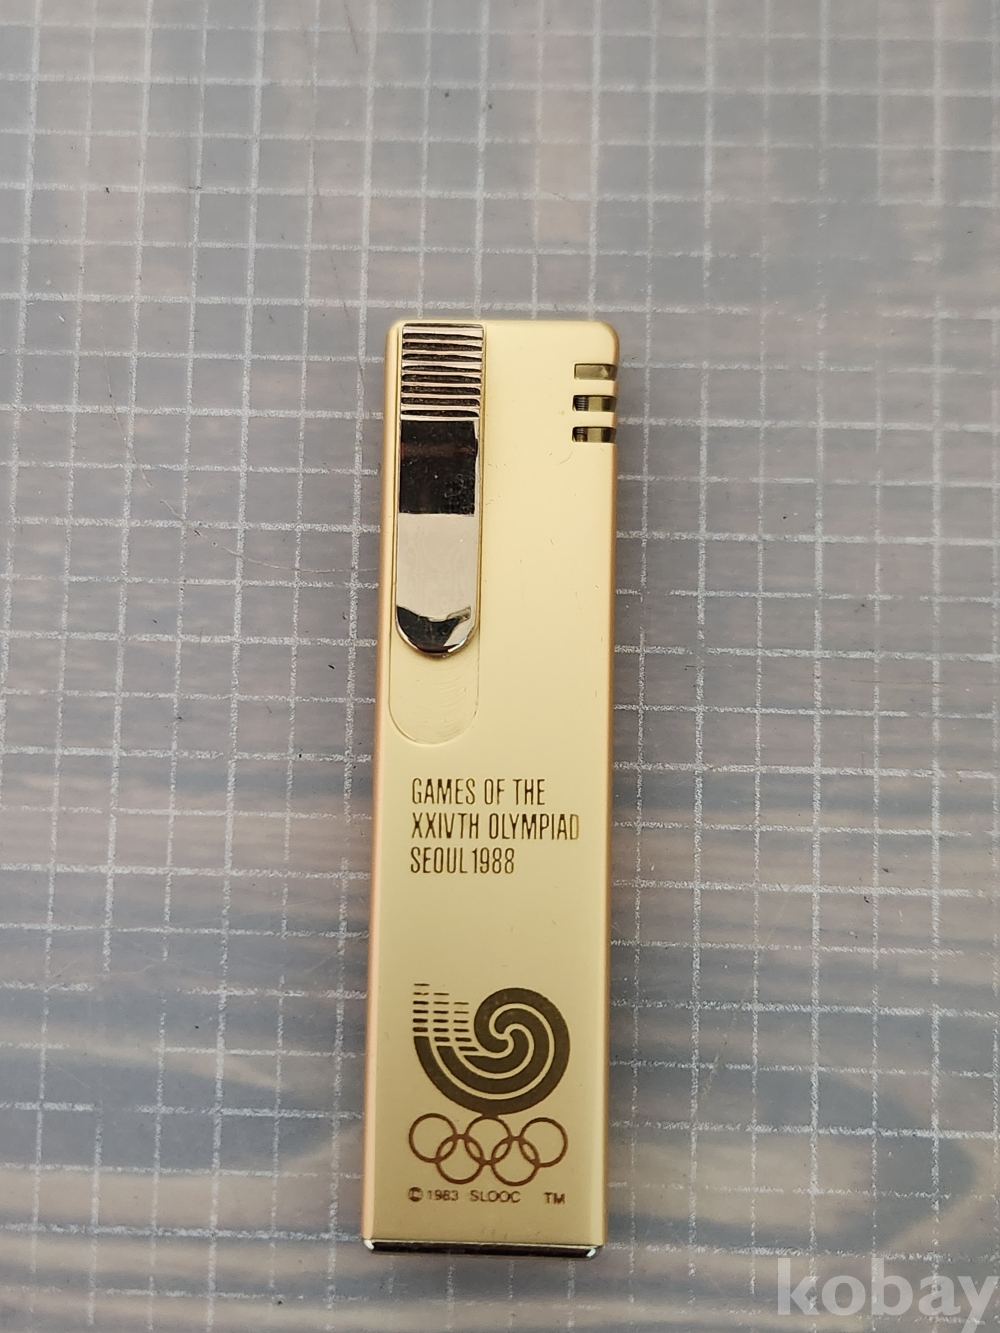 GAMES OF THE
XXIVTH OLYMPIAD
SEOUL 1988
© 1983 SLOOC TM
kobay